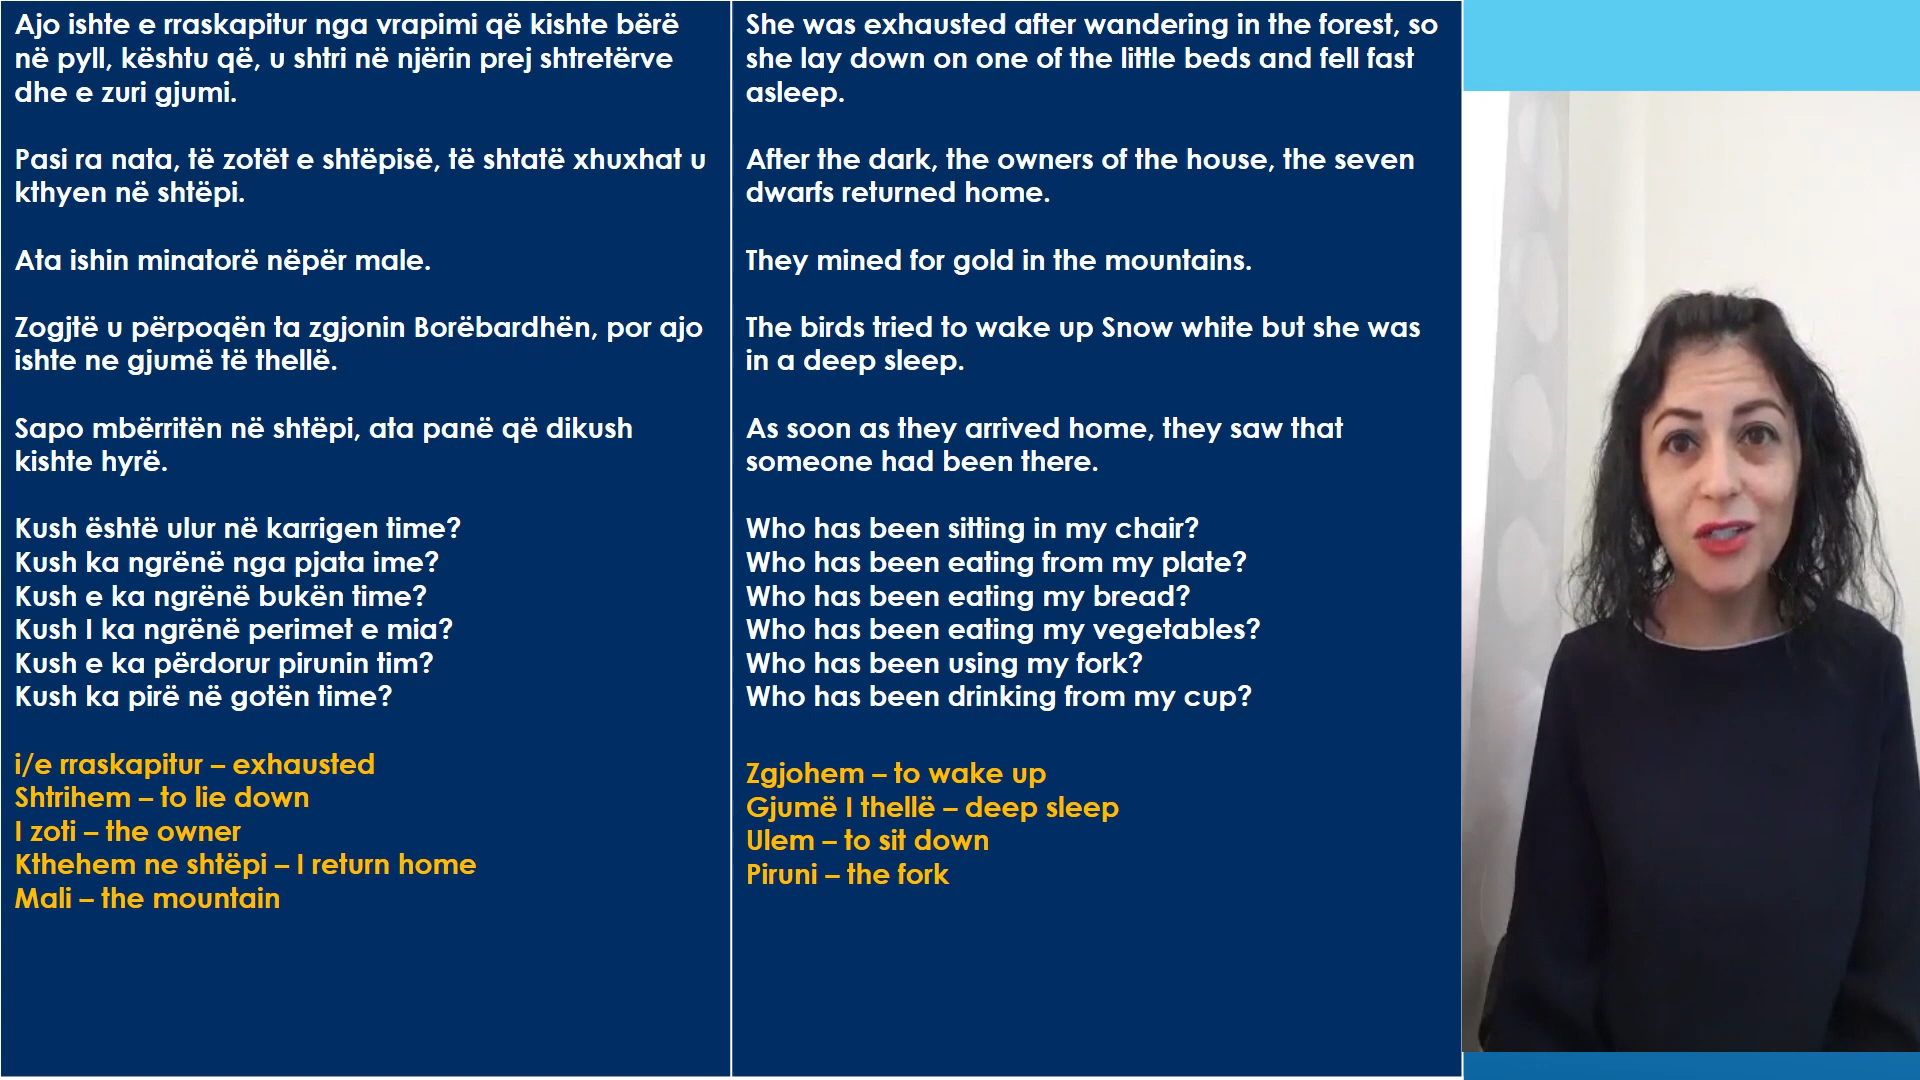 Ajo ishte e rraskapitur nga vrapimi që kishte bërë
në pyll, kështu që, u shtri në njërin prej shtretërve
dhe e zuri gjumi.
Pasi ra nata, të zotët e shtëpisë, të shtatë xhuxhat u
kthyen në shtëpi.
Ata ishin minatorë nëpër male.
Zogjtë u përpoqën ta zgjonin Borëbardhën, por ajo
ishte ne gjumë të thellë.
Sapo mbërritën në shtëpi, ata panë që dikush
kishte hyrë.
Kush është ulur në karrigen time?
Kush ka ngrënë nga pjata ime?
Kush e ka ngrënë bukën time?
Kush I ka ngrënë perimet e mia?
Kush e ka përdorur pirunin tim?
Kush ka pirë në gotën time?
i/e rraskapitur – exhausted
Shtrihem – to lie down
I zoti – the owner
Kthehem ne shtëpi – I return home
Mali – the mountain
She was exhausted after wandering in the forest, so
she lay down on one of the little beds and fell fast
asleep.
After the dark, the owners of the house, the seven
dwarfs returned home.
They mined for gold in the mountains.
The birds tried to wake up Snow white but she was
in a deep sleep.
As soon as they arrived home, they saw that
someone had been there.
Who has been sitting in my chair?
Who has been eating from my plate?
Who has been eating my bread?
Who has been eating my vegetables?
Who has been using my fork?
Who has been drinking from my cup?
Zgjohem – to wake up
Gjumë I thellë – deep sleep
Ulem – to sit down
Piruni – the fork